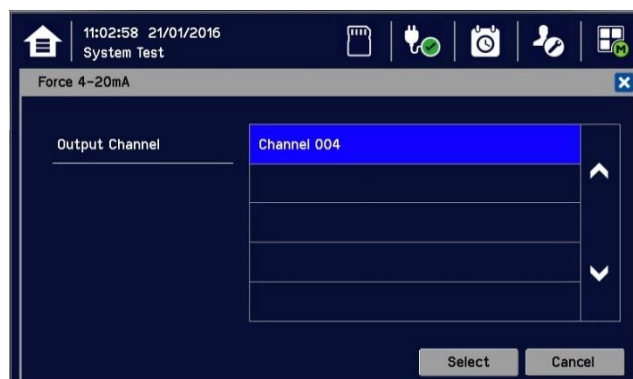 11:02:58 21/01/2016
System Test
M
Force 4-20mA
Output Channel
Channel 004
Select
Cancel